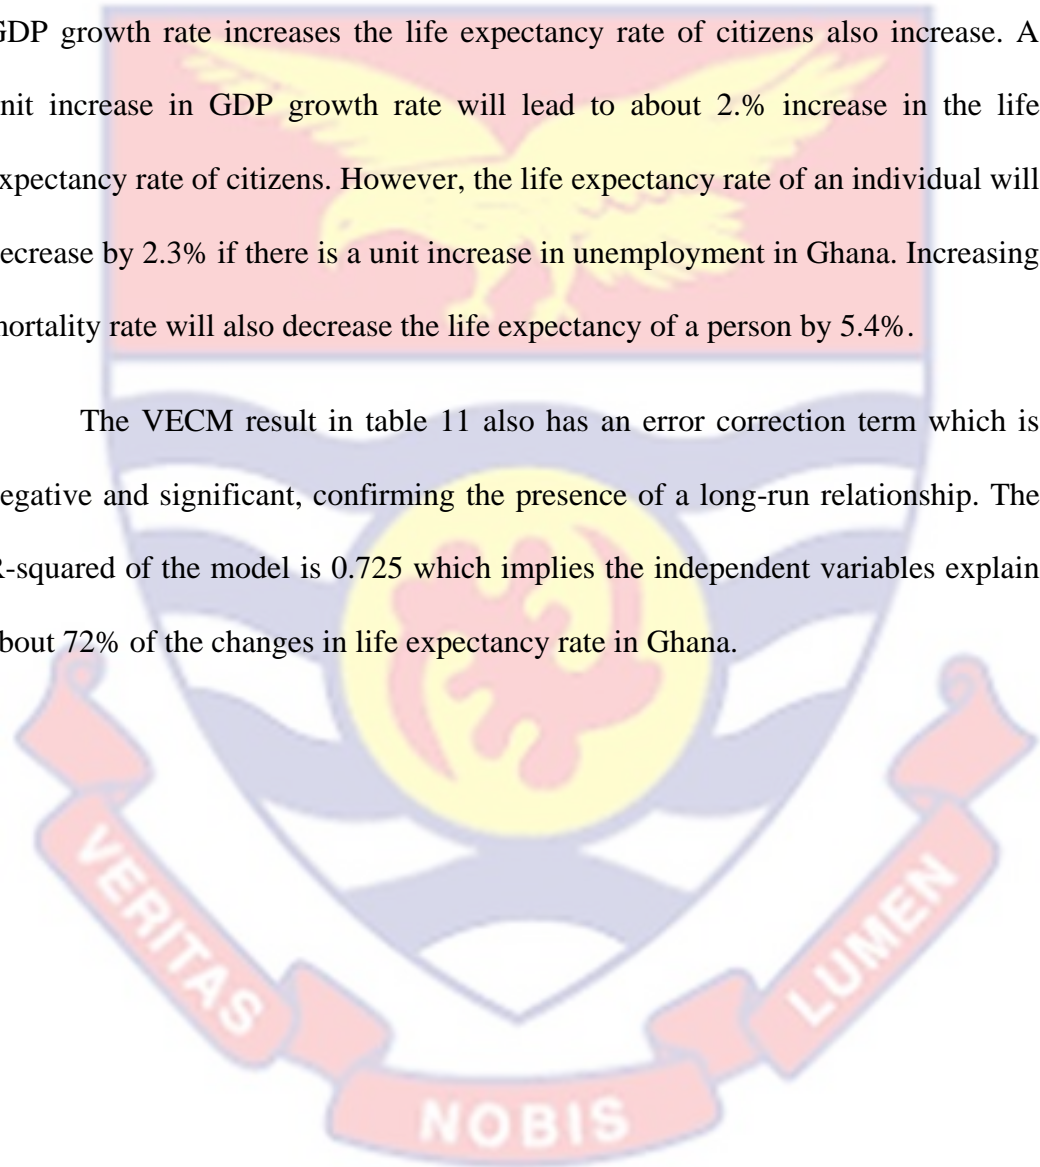 GDP growth rate increases the life expectancy rate of citizens also increase. A
unit increase in GDP growth rate will lead to about 2.% increase in the life
expectancy rate of citizens. However, the life expectancy rate of an individual will
decrease by 2.3% if there is a unit increase in unemployment in Ghana. Increasing
mortality rate will also decrease the life expectancy of a person by 5.4%.
The VECM result in table 11 also has an error correction term which is
negative and significant, confirming the presence of a long-run relationship. The
R-squared of the model is 0.725 which implies the independent variables explain
about 72% of the changes in life expectancy rate in Ghana.
VERITAS
NOBIS
LUMEN